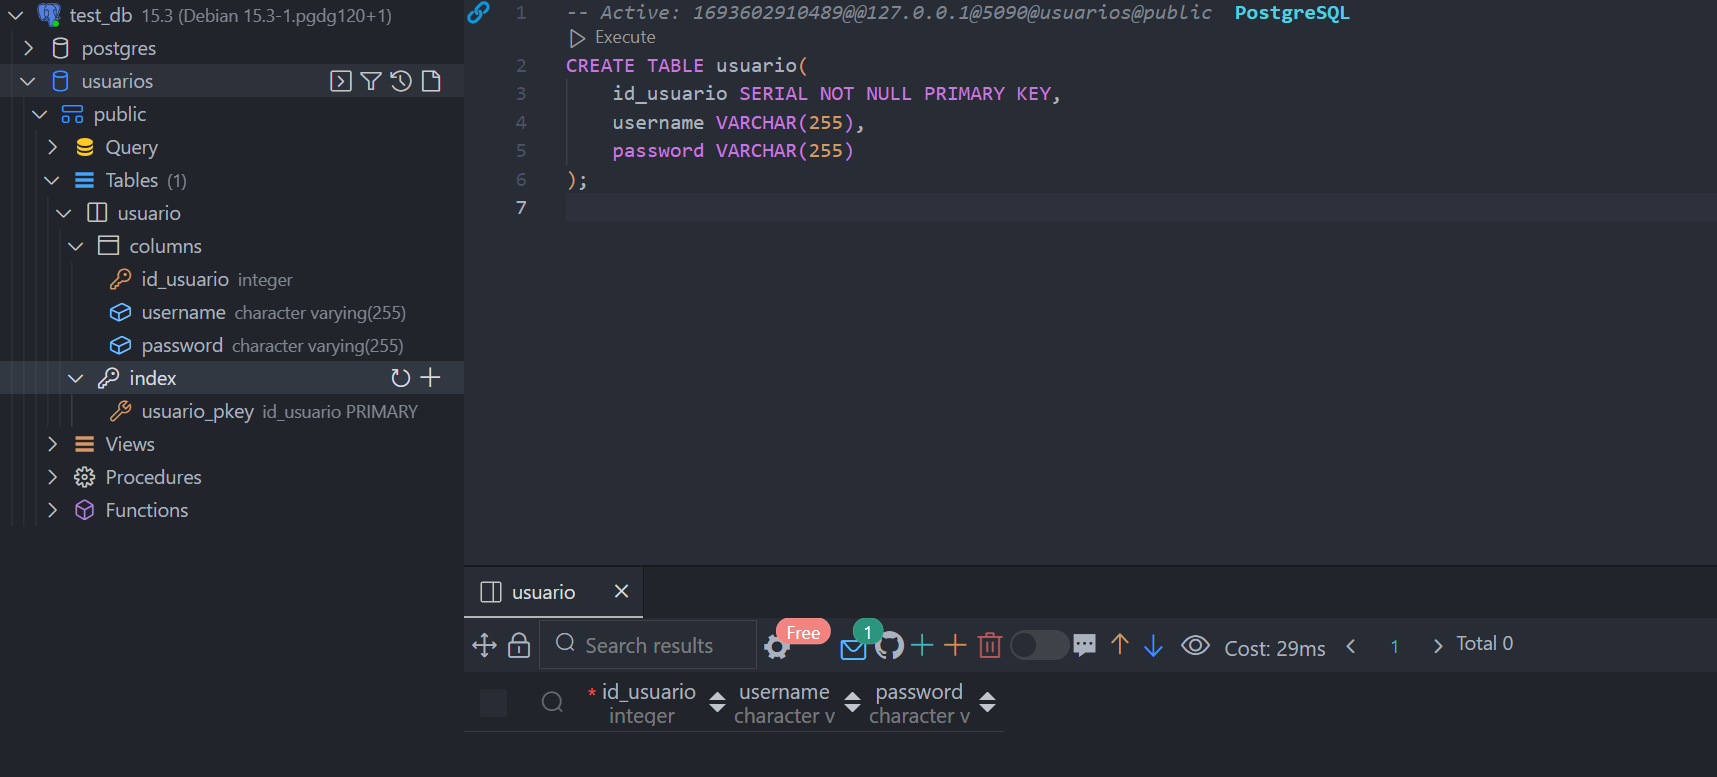 test_db 15.3 (Debian 15.3-1.pgdg120+1)
postgres
usuarios
public
Query
Tables (1)
usuario
columns
id_usuario integer
username character varying(255)
password character varying(255)
index
usuario_pkey id_usuario PRIMARY
Views
Procedures
Functions
1 -- Active: 1693602910489@@127.0.0.1@5090@usuarios@public PostgreSQL
Execute
2 CREATE TABLE usuario(
3 id_usuario SERIAL NOT NULL PRIMARY KEY,
4 username VARCHAR(255),
5 password VARCHAR(255)
6 );
7
usuario
Search results Free 1 Cost: 29ms 1 Total 0
* id_usuario username password
integer character v character v